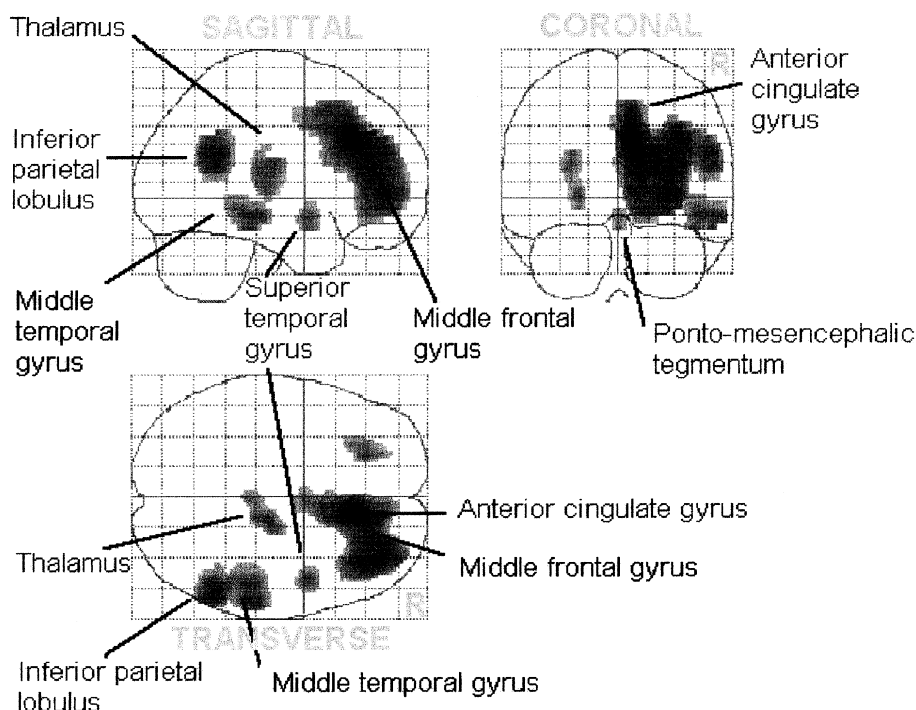 SAGITTAL
CORONAL
R
Thalamus
Anterior
cingulate
gyrus
Inferior
parietal
lobulus
Middle
temporal
gyrus
Superior
temporal
gyrus
Middle frontal
gyrus
Ponto-mesencephalic
tegmentum
Anterior cingulate gyrus
Thalamus
Middle frontal gyrus
R
TRANSVERSE
Inferior parietal
lobulus
Middle temporal gyrus